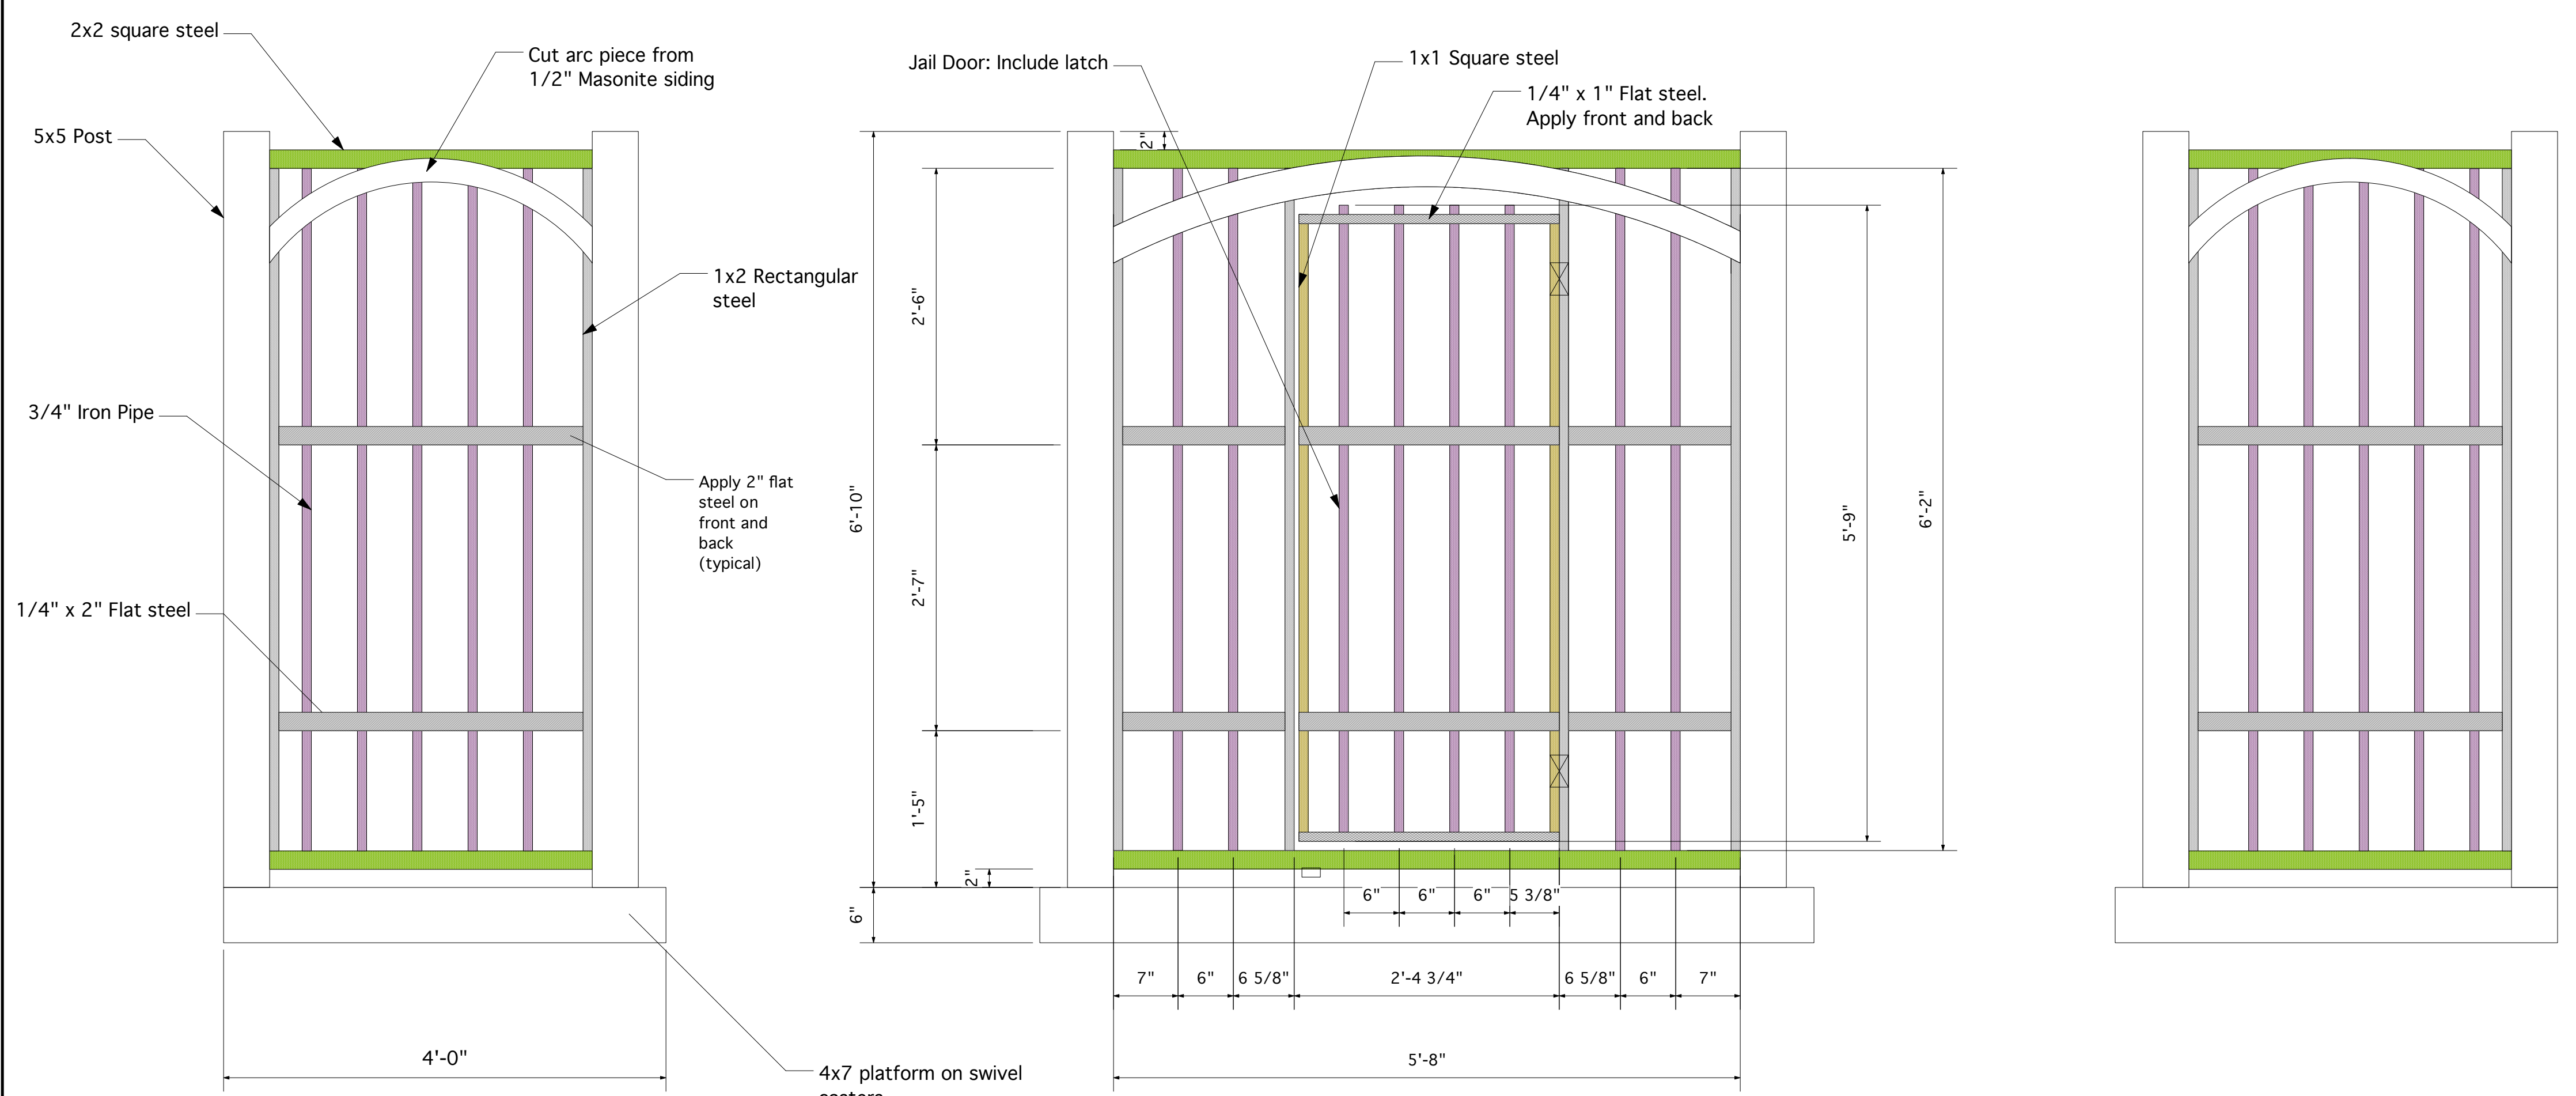 2x2 square steel
Cut arc piece from
1/2" Masonite siding
5x5 Post
1x2 Rectangular
steel
3/4" Iron Pipe
Apply 2" flat
steel on
front and
back
(typical)
1/4" x 2" Flat steel
4'-0"
4x7 platform on swivel
Jail Door: Include latch
1x1 Square steel
1/4" x 1" Flat steel.
Apply front and back
2"
2'-6"
6'-10"
2'-7"
1'-5"
2"
6"
5'-9"
6'-2"
6" 6" 6" 5 3/8"
7" 6" 6 5/8" 2'-4 3/4" 6 5/8" 6" 7"
5'-8"